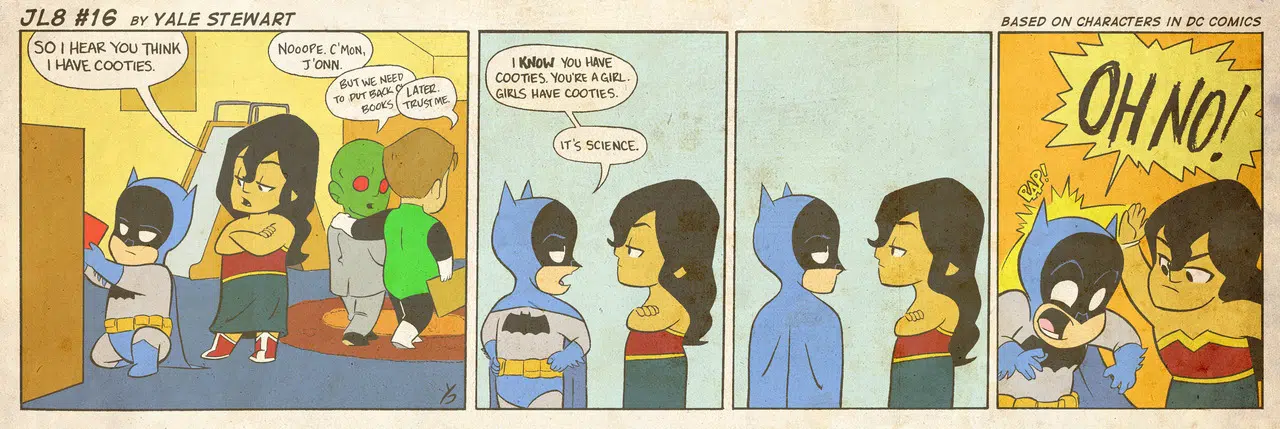 JL8 #16 BY YALE STEWART
BASED ON CHARACTERS IN DC COMICS
SO I HEAR YOU THINK
I HAVE COOTIES.
NOOOPE. C'MON,
J'ONN.
BUT WE NEED
TO PUT BACK
BOOKS
LATER.
TRUST ME.
I KNOW YOU HAVE
COOTIES. YOU'RE A GIRL.
GIRLS HAVE COOTIES.
IT'S SCIENCE.
RAP!
OH NO!